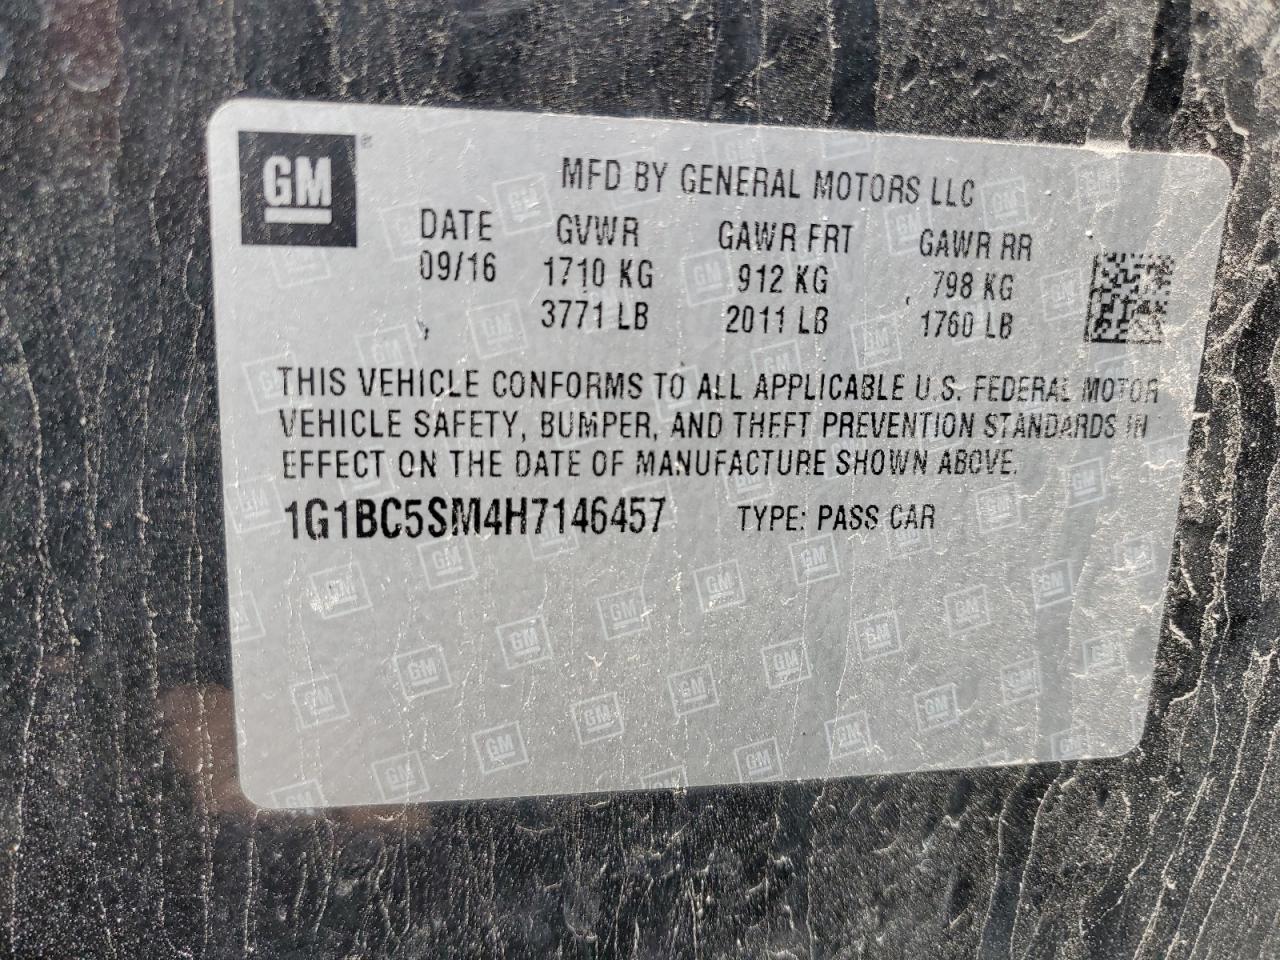 GM
MFD BY GENERAL MOTORS LLC
DATE GVWR GAWR FRT GAWR RR
09/16 1710 KG 912 KG 798 KG
3771 LB 2011 LB 1760 LB
THIS VEHICLE CONFORMS TO ALL APPLICABLE U.S. FEDERAL MOTOR
VEHICLE SAFETY, BUMPER, AND THEFT PREVENTION STANDARDS IN
EFFECT ON THE DATE OF MANUFACTURE SHOWN ABOVE.
1G1BC5SM4H7146457 TYPE: PASS CAR